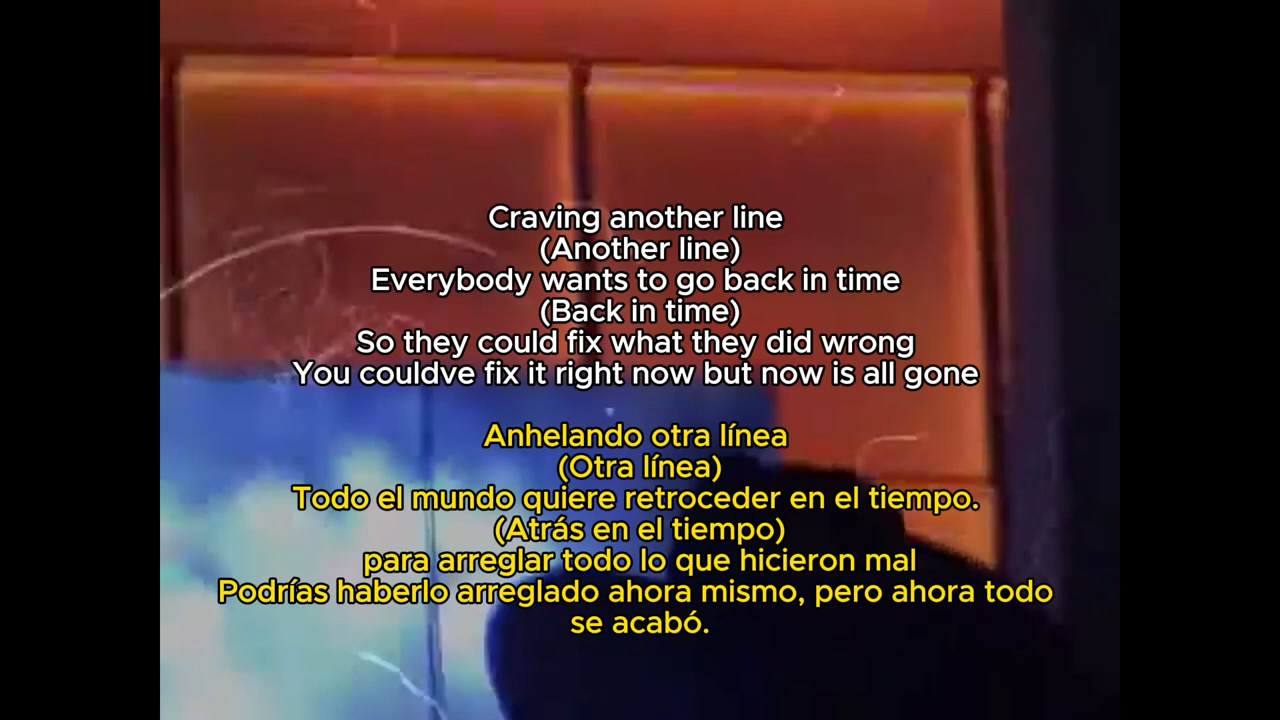 Craving another line
(Another line)
Everybody wants to go back in time
(Back in time)
So they could fix what they did wrong
You couldve fix it right now but now is all gone
Anhelando otra línea
(Otra línea)
Todo el mundo quiere retroceder en el tiempo.
(Atrás en el tiempo)
para arreglar todo lo que hicieron mal
Podrías haberlo arreglado ahora mismo, pero ahora todo
se acabó.